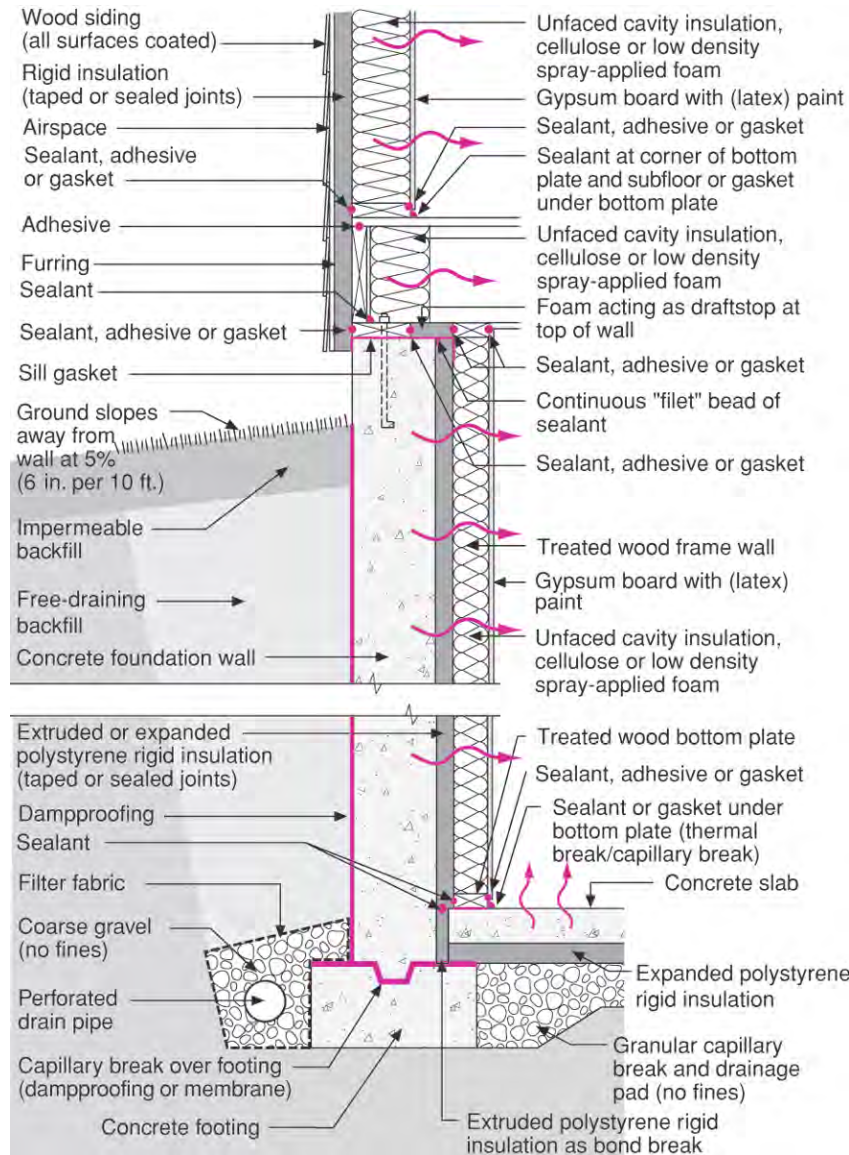 Wood siding
(all surfaces coated)
Rigid insulation
(taped or sealed joints)
Airspace
Sealant, adhesive
or gasket
Adhesive
Furring
Sealant
Sealant, adhesive or gasket
Sill gasket
Ground slopes
away from
wall at 5%
(6 in. per 10 ft.)
Impermeable
backfill
Free-draining
backfill
Concrete foundation wall
Extruded or expanded
polystyrene rigid insulation
(taped or sealed joints)
Dampproofing
Sealant
Filter fabric
Coarse gravel
(no fines)
Perforated
drain pipe
Capillary break over footing
(dampproofing or membrane)
Concrete footing
Unfaced cavity insulation,
cellulose or low density
spray-applied foam
Gypsum board with (latex) paint
Sealant, adhesive or gasket
Sealant at corner of bottom
plate and subfloor or gasket
under bottom plate
Unfaced cavity insulation,
cellulose or low density
spray-applied foam
Foam acting as draftstop at
top of wall
Sealant, adhesive or gasket
Continuous "filet" bead of
sealant
Sealant, adhesive or gasket
Treated wood frame wall
Gypsum board with (latex)
paint
Unfaced cavity insulation,
cellulose or low density
spray-applied foam
Treated wood bottom plate
Sealant, adhesive or gasket
Sealant or gasket under
bottom plate (thermal
break/capillary break)
Concrete slab
Expanded polystyrene
rigid insulation
Granular capillary
break and drainage
pad (no fines)
Extruded polystyrene rigid
insulation as bond break